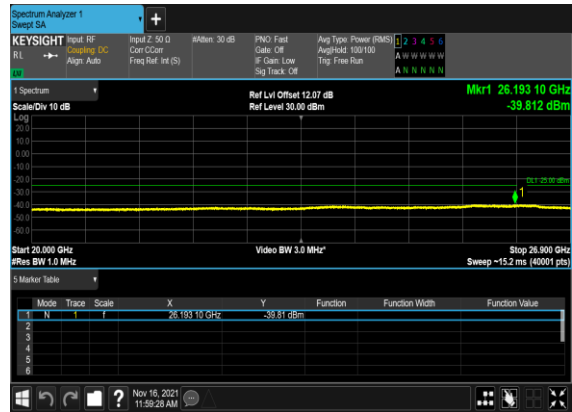 Spectrum Analyzer 1
Swept SA
+
KEYSIGHT Input: RF Input Z: 50 Ω #Atten: 30 dB PNO: Fast Avg Type: Power (RMS) 1 2 3 4 5 6
RL Coupling: DC Corr CCorr Gate: Off Avg|Hold: 100/100 A W W W W W
Align: Auto Freq Ref: Int (S) IF Gain: Low Trig: Free Run A N N N N N
Sig Track: Off
1 Spectrum Ref Lvl Offset 12.07 dB Mkr1 26.193 10 GHz
Scale/Div 10 dB Ref Level 30.00 dBm -39.812 dBm
Log
20.0
10.0
0.00
-10.0
-20.0 DL1 -25.00 dBm
-30.0 1
-40.0
-50.0
-60.0
Start 20.000 GHz Video BW 3.0 MHz* Stop 26.900 GHz
#Res BW 1.0 MHz Sweep ~15.2 ms (40001 pts)
5 Marker Table
Mode Trace Scale X Y Function Function Width Function Value
1 N 1 f 26.193 10 GHz -39.81 dBm
2
3
4
5
6
? Nov 16, 2021
11:59:28 AM